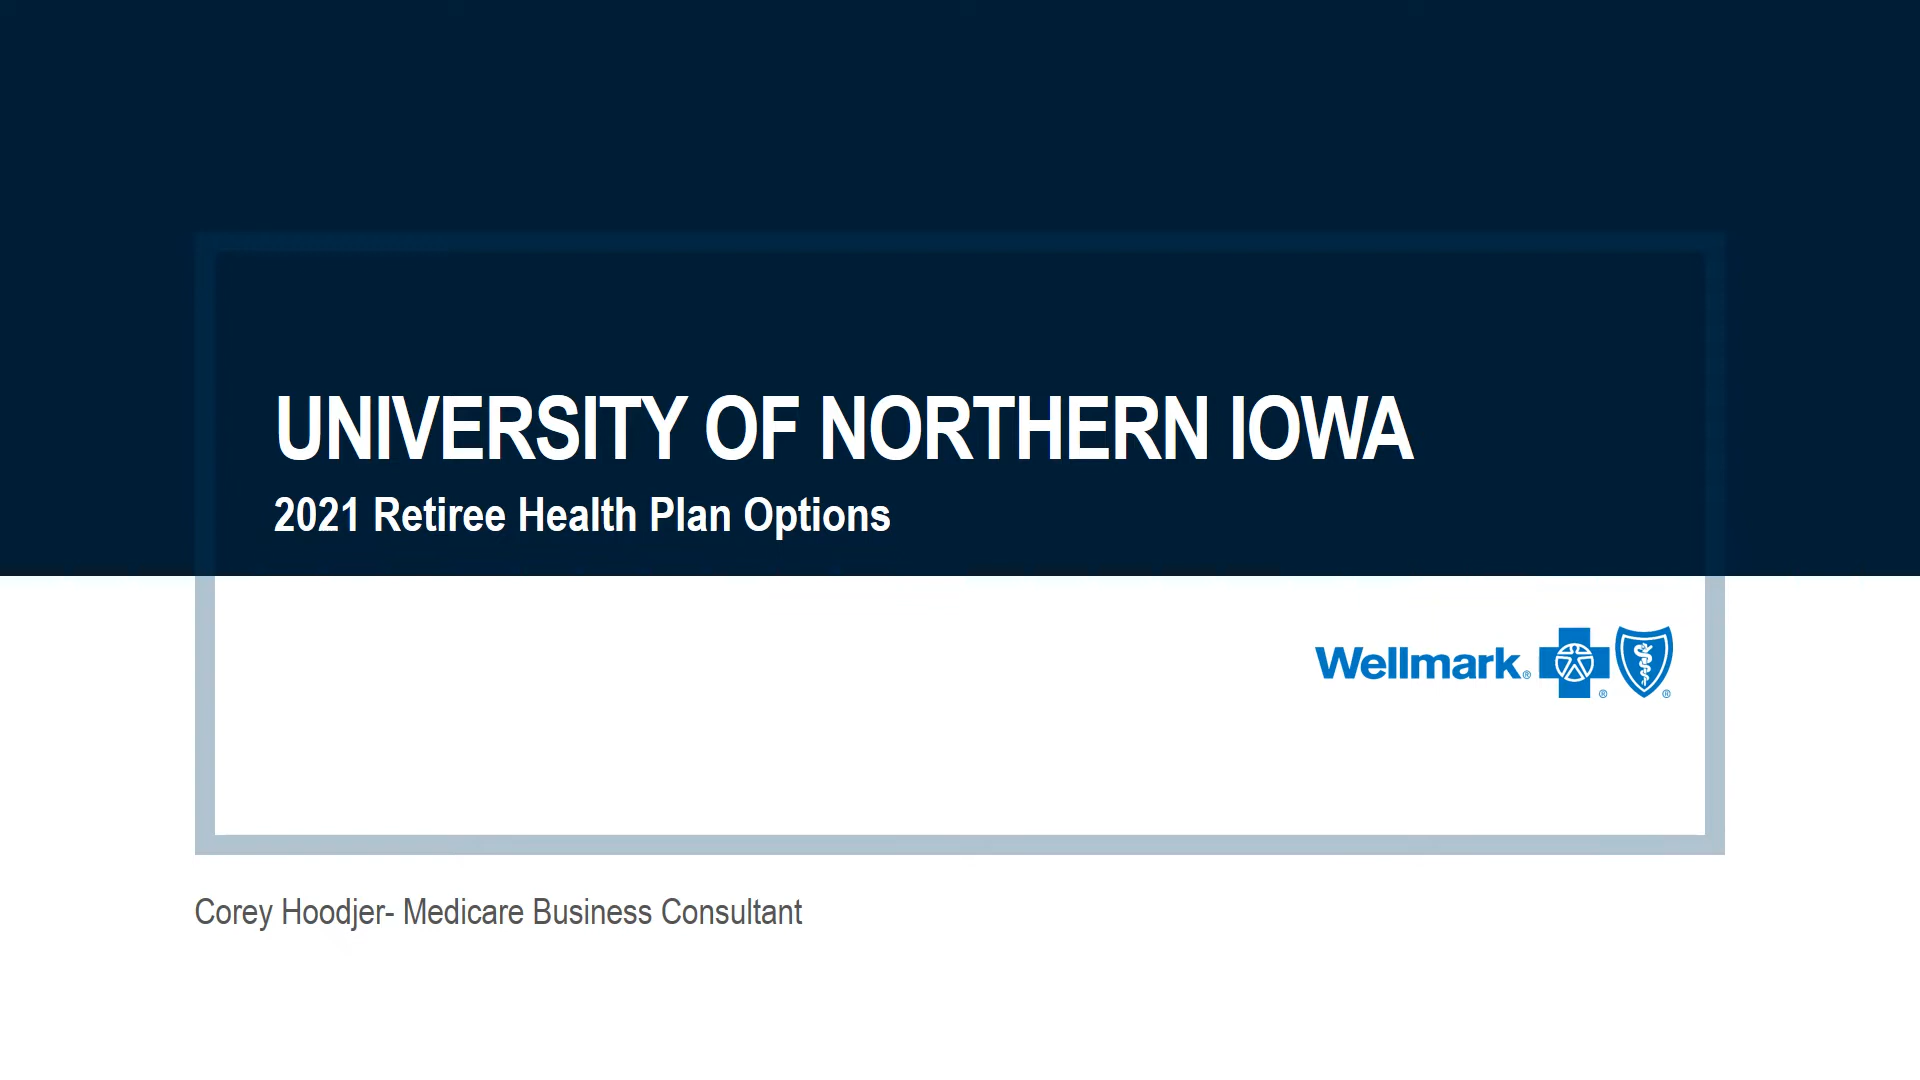 UNIVERSITY OF NORTHERN IOWA
2021 Retiree Health Plan Options
Wellmark® ® ®
Corey Hoodjer- Medicare Business Consultant